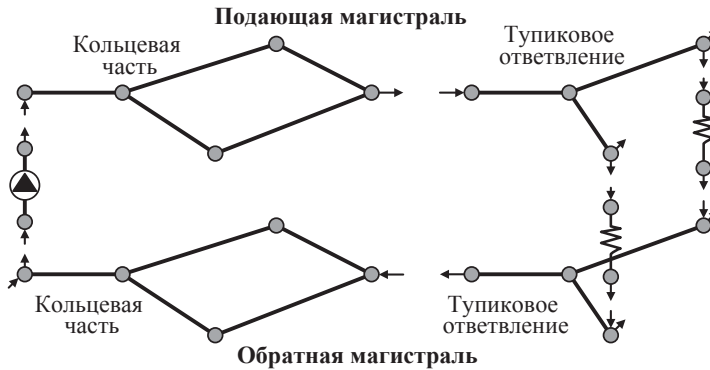 Подающая магистраль
Кольцевая
часть
Тупиковое
ответвление
Кольцевая
часть
Тупиковое
ответвление
Обратная магистраль